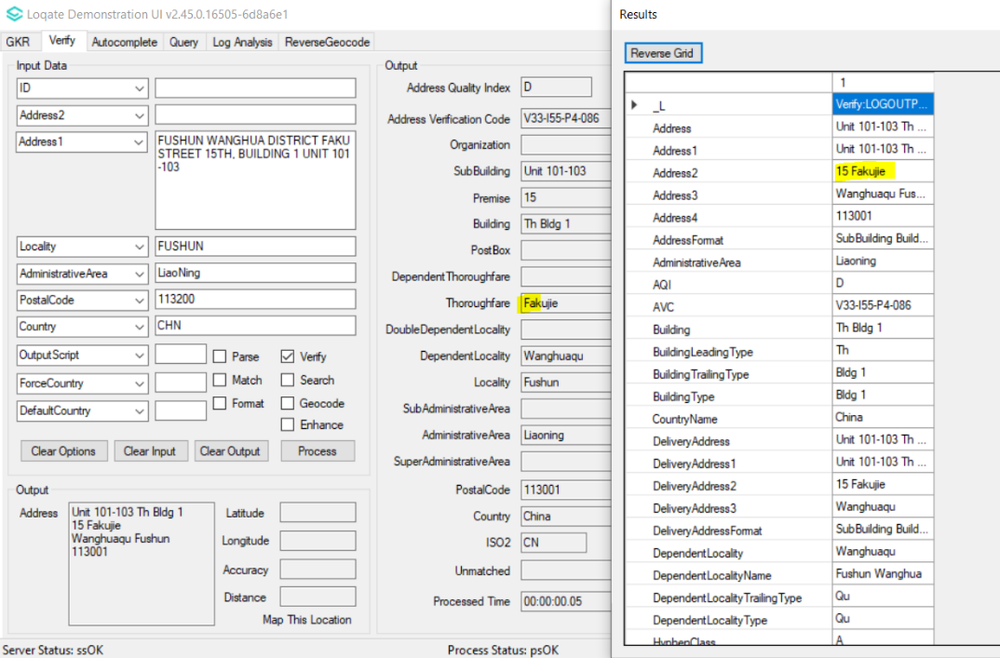 Loqate Demonstration UI v2.45.0.16505-6d8a6e1
GKR Verify Autocomplete Query Log Analysis ReverseGeocode
Input Data
ID
Address2
Address1 FUSHUN WANGHUA DISTRICT FAKU
STREET 15TH, BUILDING 1 UNIT 101
-103
Locality FUSHUN
AdministrativeArea LiaoNing
PostalCode 113200
Country CHN
OutputScript Parse Verify
ForceCountry Match Search
DefaultCountry Format Geocode
Enhance
Clear Options Clear Input Clear Output Process
Output
Address Unit 101-103 Th Bldg 1
15 Fakujie
Wanghuaqu Fushun
113001
Latitude
Longitude
Accuracy
Distance
Map This Location
Output
Address Quality Index D
Address Verification Code V33-I55-P4-086
Organization
SubBuilding Unit 101-103
Premise 15
Building Th Bldg 1
PostBox
DependentThoroughfare
Thoroughfare Fakujie
DoubleDependentLocality
DependentLocality Wanghuaqu
Locality Fushun
SubAdministrativeArea
AdministrativeArea Liaoning
SuperAdministrativeArea
PostalCode 113001
Country China
ISO2 CN
Unmatched
Processed Time 00:00:00.05
Server Status: ssOK Process Status: psOK
Results
Reverse Grid
1
_L Verify:LOGOUTP...
Address Unit 101-103 Th ...
Address1 Unit 101-103 Th ...
Address2 15 Fakujie
Address3 Wanghuaqu Fus...
Address4 113001
AddressFormat SubBuilding Build...
AdministrativeArea Liaoning
AQI D
AVC V33-I55-P4-086
Building Th Bldg 1
BuildingLeadingType Th
BuildingTrailingType Bldg 1
BuildingType Bldg 1
CountryName China
DeliveryAddress Unit 101-103 Th ...
DeliveryAddress1 Unit 101-103 Th ...
DeliveryAddress2 15 Fakujie
DeliveryAddress3 Wanghuaqu
DeliveryAddressFormat SubBuilding Build...
DependentLocality Wanghuaqu
DependentLocalityName Fushun Wanghua
DependentLocalityTrailingType Qu
DependentLocalityType Qu
HyphenClass A